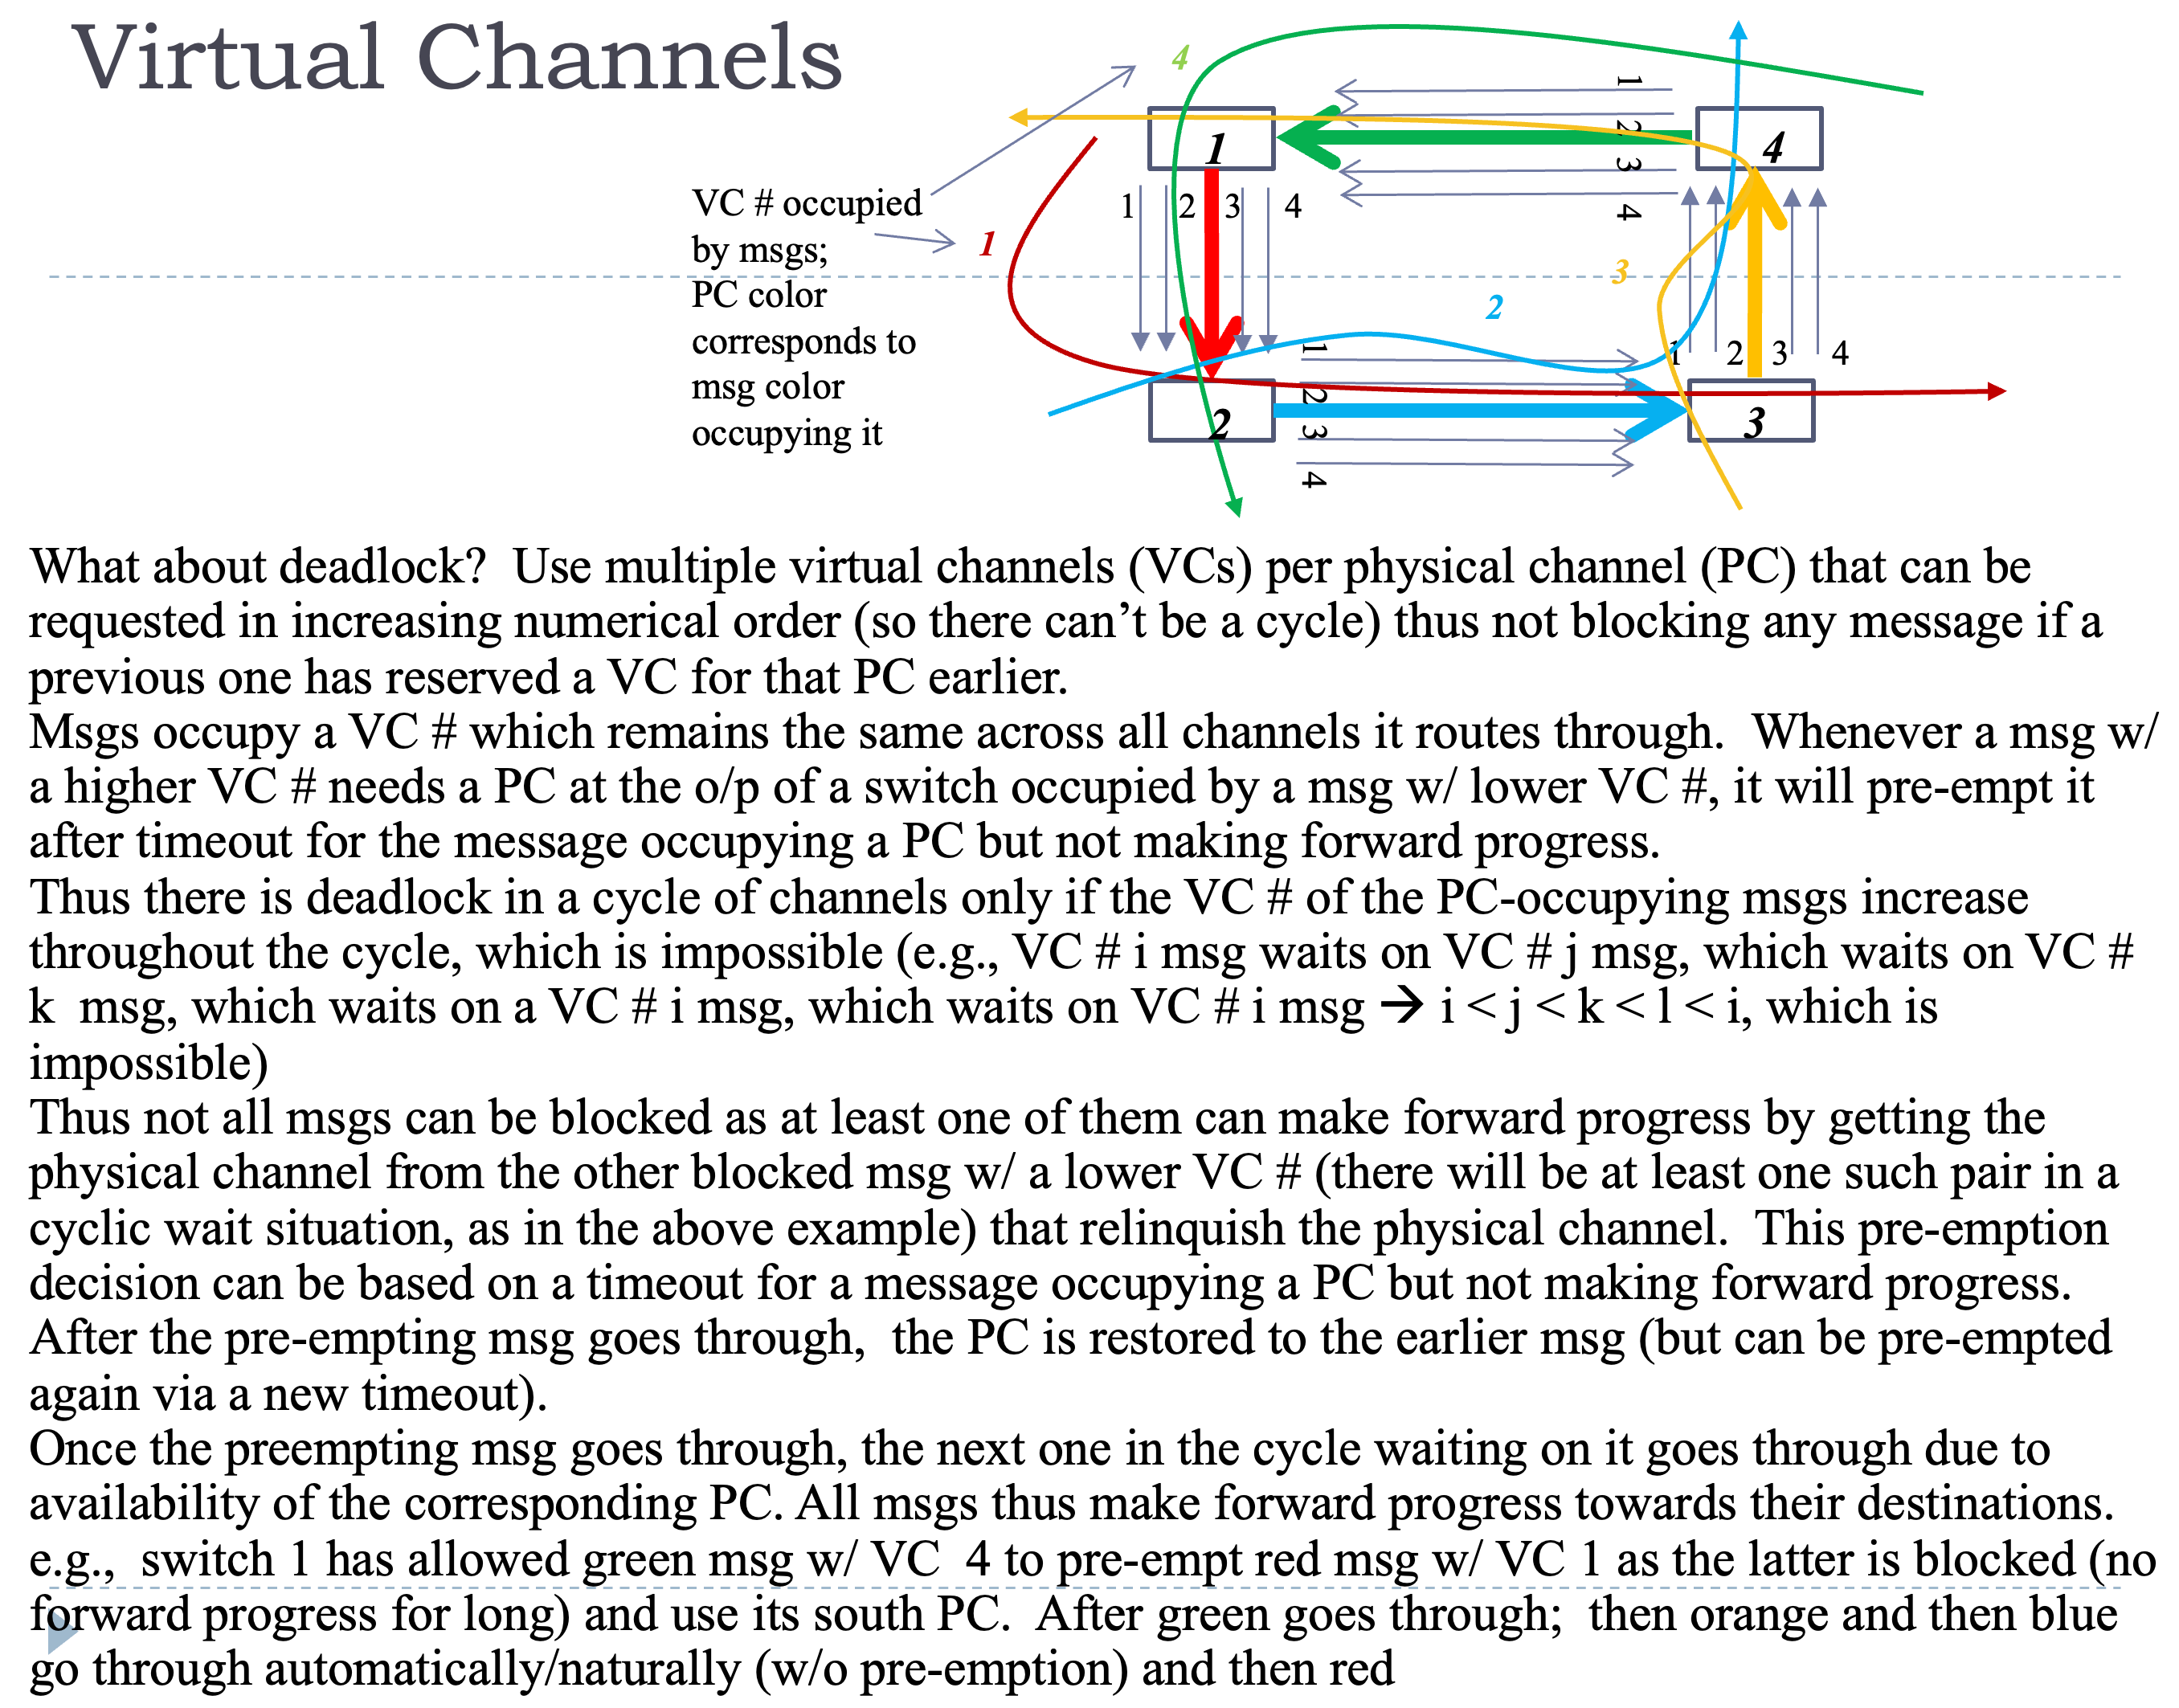 Virtual Channels
4
1
2
3
4
1
4
VC # occupied
by msgs;
PC color
corresponds to
msg color
occupying it
1
1 2 3 4
3
2
1
2
3
4
1 2 3 4
2
3
What about deadlock?  Use multiple virtual channels (VCs) per physical channel (PC) that can be
requested in increasing numerical order (so there can’t be a cycle) thus not blocking any message if a
previous one has reserved a VC for that PC earlier.
Msgs occupy a VC # which remains the same across all channels it routes through.  Whenever a msg w/
a higher VC # needs a PC at the o/p of a switch occupied by a msg w/ lower VC #, it will pre-empt it
after timeout for the message occupying a PC but not making forward progress.
Thus there is deadlock in a cycle of channels only if the VC # of the PC-occupying msgs increase
throughout the cycle, which is impossible (e.g., VC # i msg waits on VC # j msg, which waits on VC #
k  msg, which waits on a VC # i msg, which waits on VC # i msg → i < j < k < l < i, which is
impossible)
Thus not all msgs can be blocked as at least one of them can make forward progress by getting the
physical channel from the other blocked msg w/ a lower VC # (there will be at least one such pair in a
cyclic wait situation, as in the above example) that relinquish the physical channel.  This pre-emption
decision can be based on a timeout for a message occupying a PC but not making forward progress.
After the pre-empting msg goes through,  the PC is restored to the earlier msg (but can be pre-empted
again via a new timeout).
Once the preempting msg goes through, the next one in the cycle waiting on it goes through due to
availability of the corresponding PC. All msgs thus make forward progress towards their destinations.
e.g.,  switch 1 has allowed green msg w/ VC  4 to pre-empt red msg w/ VC 1 as the latter is blocked (no
forward progress for long) and use its south PC.  After green goes through;  then orange and then blue
go through automatically/naturally (w/o pre-emption) and then red